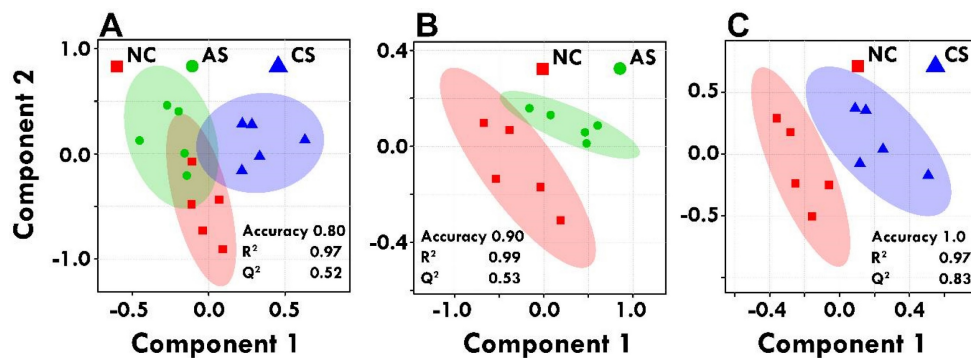 A
NC AS CS
Component 2
1.0
0.0
-1.0
Accuracy 0.80
R² 0.97
Q² 0.52
-0.5 0.0 0.5
Component 1
B
NC AS
0.4
0.0
-0.4
Accuracy 0.90
R² 0.99
Q² 0.53
-1.0 0.0 1.0
Component 1
C
NC CS
0.5
0.0
-0.5
Accuracy 1.0
R² 0.97
Q² 0.83
-0.4 0.0 0.4
Component 1